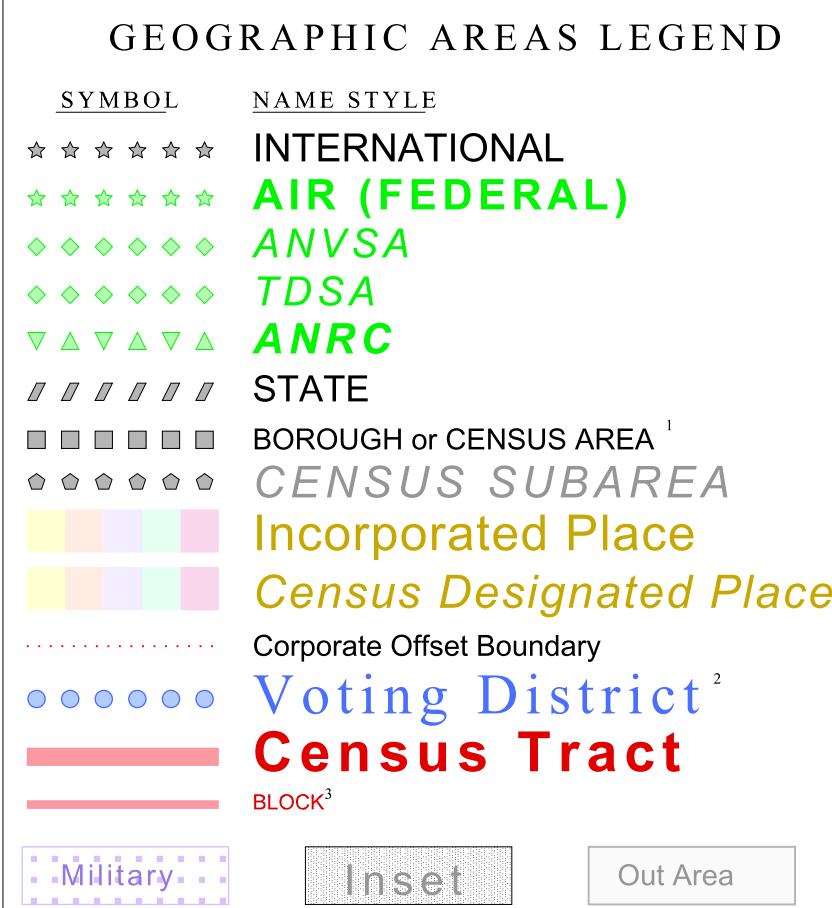 GEOGRAPHIC AREAS LEGEND
SYMBOL NAME STYLE
INTERNATIONAL
AIR (FEDERAL)
ANVSA
TDSA
ANRC
STATE
BOROUGH or CENSUS AREA 1
CENSUS SUBAREA
Incorporated Place
Census Designated Place
Corporate Offset Boundary
Voting District 2
Census Tract
BLOCK3
Military Inset Out Area